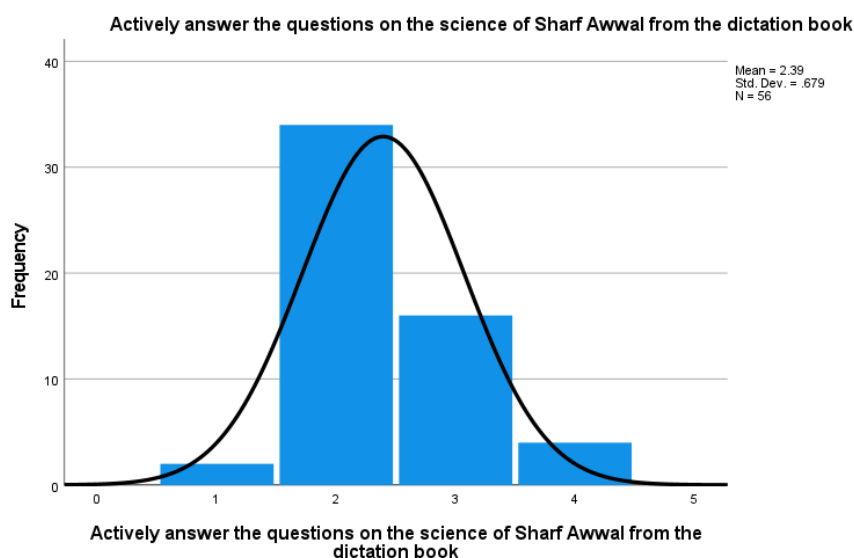 Actively answer the questions on the science of Sharf Awwal from the dictation book
Mean = 2.39
Std. Dev. = .679
N = 56
Frequency
40
30
20
10
0
0 1 2 3 4 5
Actively answer the questions on the science of Sharf Awwal from the
dictation book